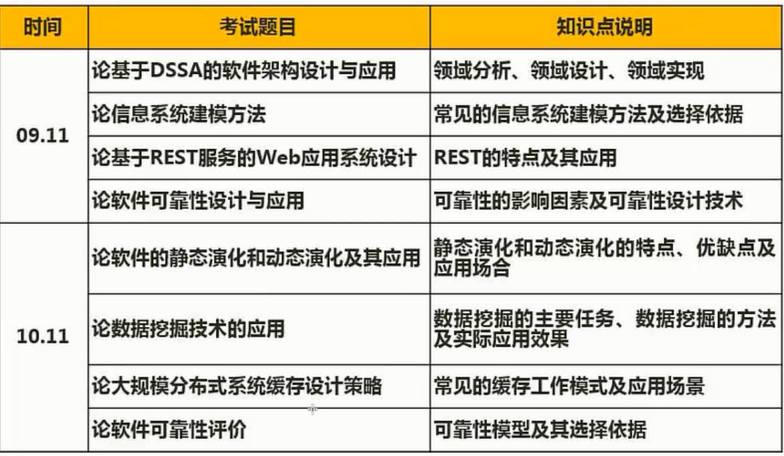 时间 考试题目 知识点说明
09.11
论基于DSSA的软件架构设计与应用 领域分析、领域设计、领域实现
论信息系统建模方法 常见的信息系统建模方法及选择依据
论基于REST服务的Web应用系统设计 REST的特点及其应用
论软件可靠性设计与应用 可靠性的影响因素及可靠性设计技术
10.11
论软件的静态演化和动态演化及其应用 静态演化和动态演化的特点、优缺点及
应用场合
论数据挖掘技术的应用 数据挖掘的主要任务、数据挖掘的方法
及实际应用效果
论大规模分布式系统缓存设计策略 常见的缓存工作模式及应用场景
论软件可靠性评价 可靠性模型及其选择依据